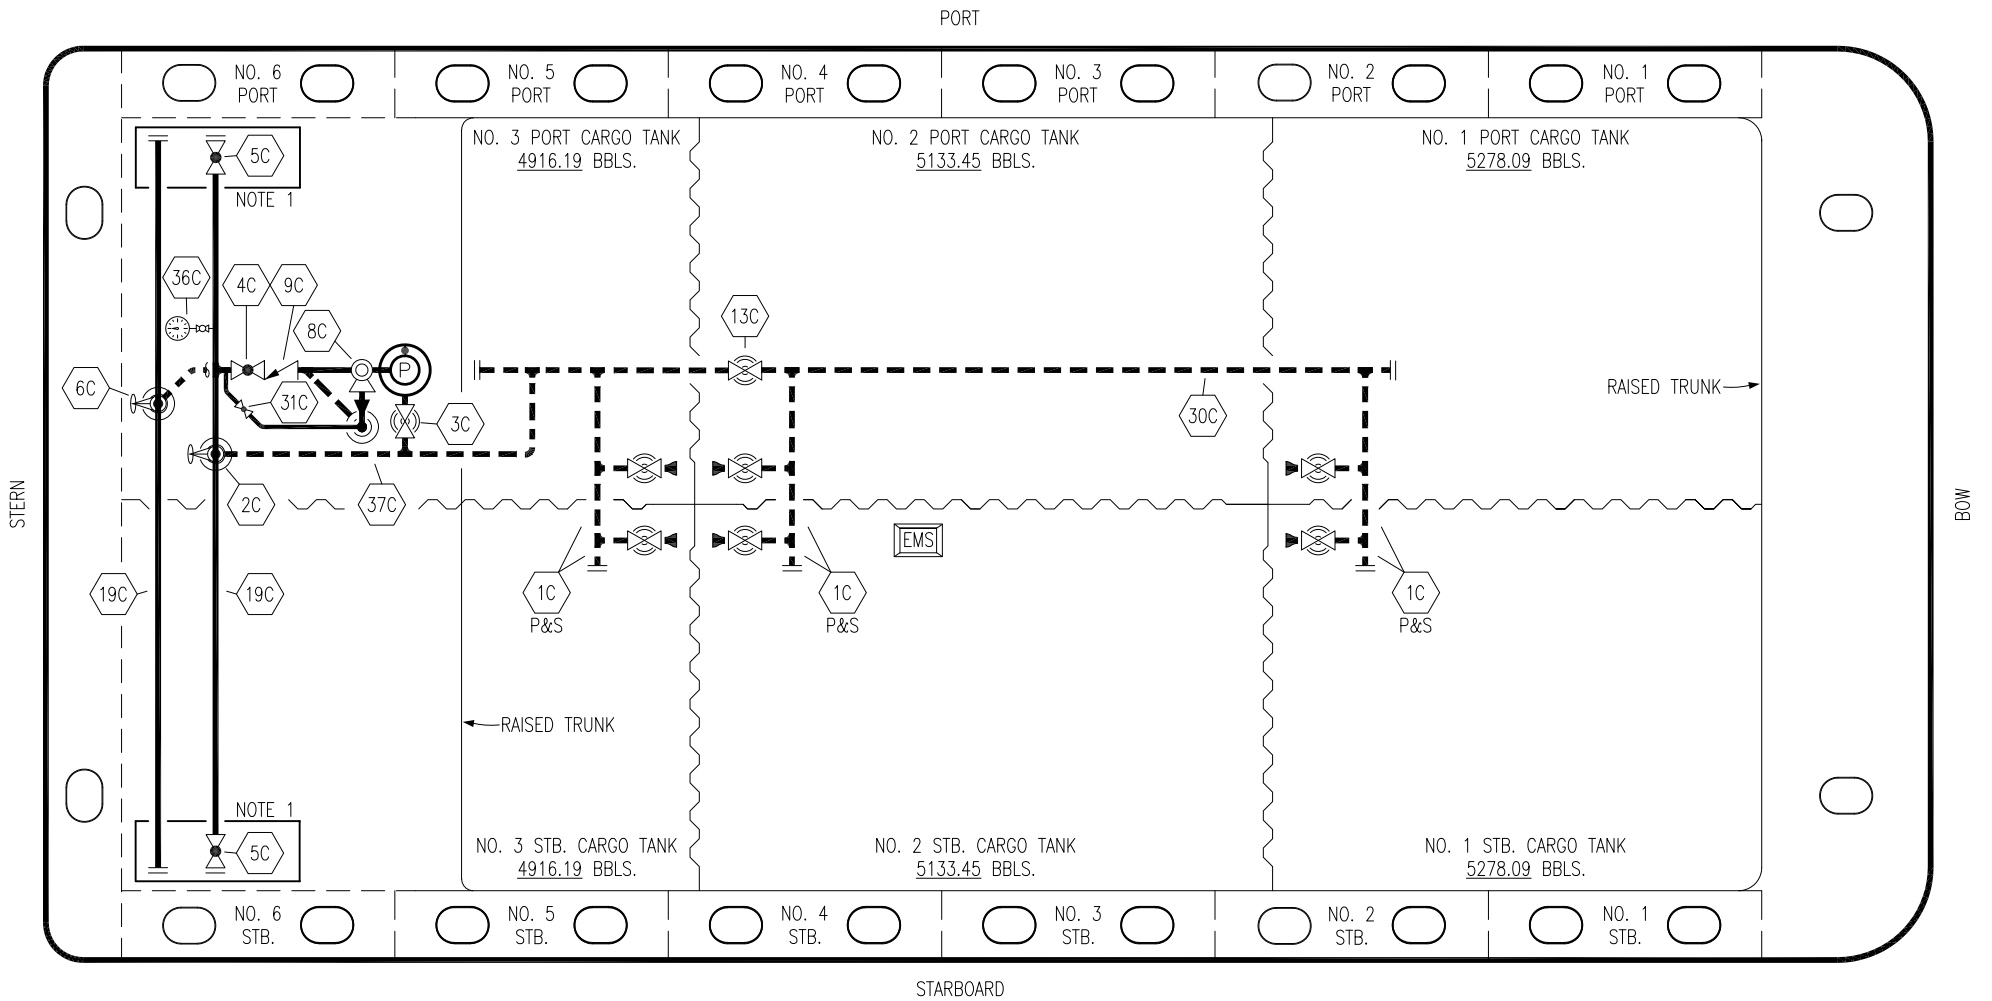 PORT
NO. 6
PORT
NO. 5
PORT
NO. 4
PORT
NO. 3
PORT
NO. 2
PORT
NO. 1
PORT
NO. 3 PORT CARGO TANK
4916.19 BBLS.
NO. 2 PORT CARGO TANK
5133.45 BBLS.
NO. 1 PORT CARGO TANK
5278.09 BBLS.
5C
NOTE 1
36C
4C
9C
8C
13C
P
6C
31C
3C
30C
RAISED TRUNK
2C
37C
STERN
BOW
EMS
19C
19C
1C
P&S
1C
P&S
1C
P&S
RAISED TRUNK
NOTE 1
5C
NO. 3 STB. CARGO TANK
4916.19 BBLS.
NO. 2 STB. CARGO TANK
5133.45 BBLS.
NO. 1 STB. CARGO TANK
5278.09 BBLS.
NO. 6
STB.
NO. 5
STB.
NO. 4
STB.
NO. 3
STB.
NO. 2
STB.
NO. 1
STB.
STARBOARD